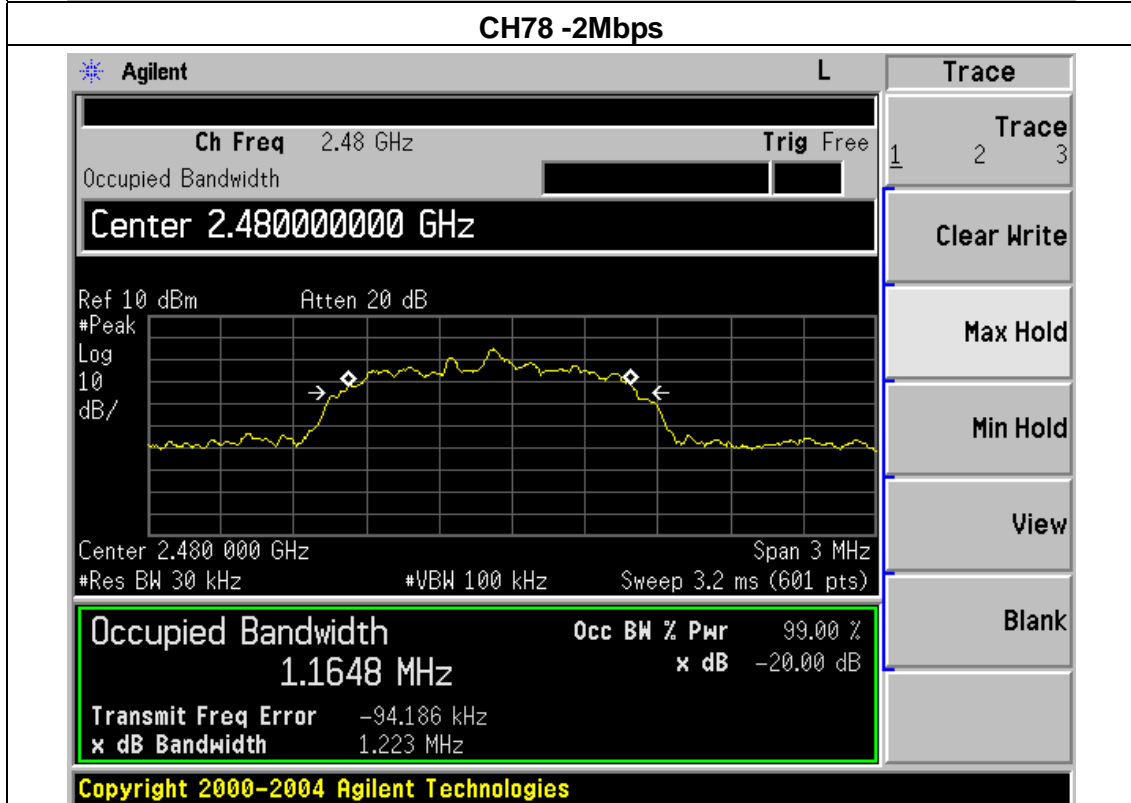 CH78 -2Mbps
Agilent L Trace
Ch Freq 2.48 GHz Trig Free
Occupied Bandwidth
Center 2.480000000 GHz
Ref 10 dBm Atten 20 dB
#Peak
Log
10
dB/
Center 2.480 000 GHz Span 3 MHz
#Res BW 30 kHz #VBW 100 kHz Sweep 3.2 ms (601 pts)
Occupied Bandwidth Occ BW % Pwr 99.00 %
1.1648 MHz x dB -20.00 dB
Transmit Freq Error -94.186 kHz
x dB Bandwidth 1.223 MHz
Copyright 2000-2004 Agilent Technologies
Trace
1 2 3
Clear Write
Max Hold
Min Hold
View
Blank